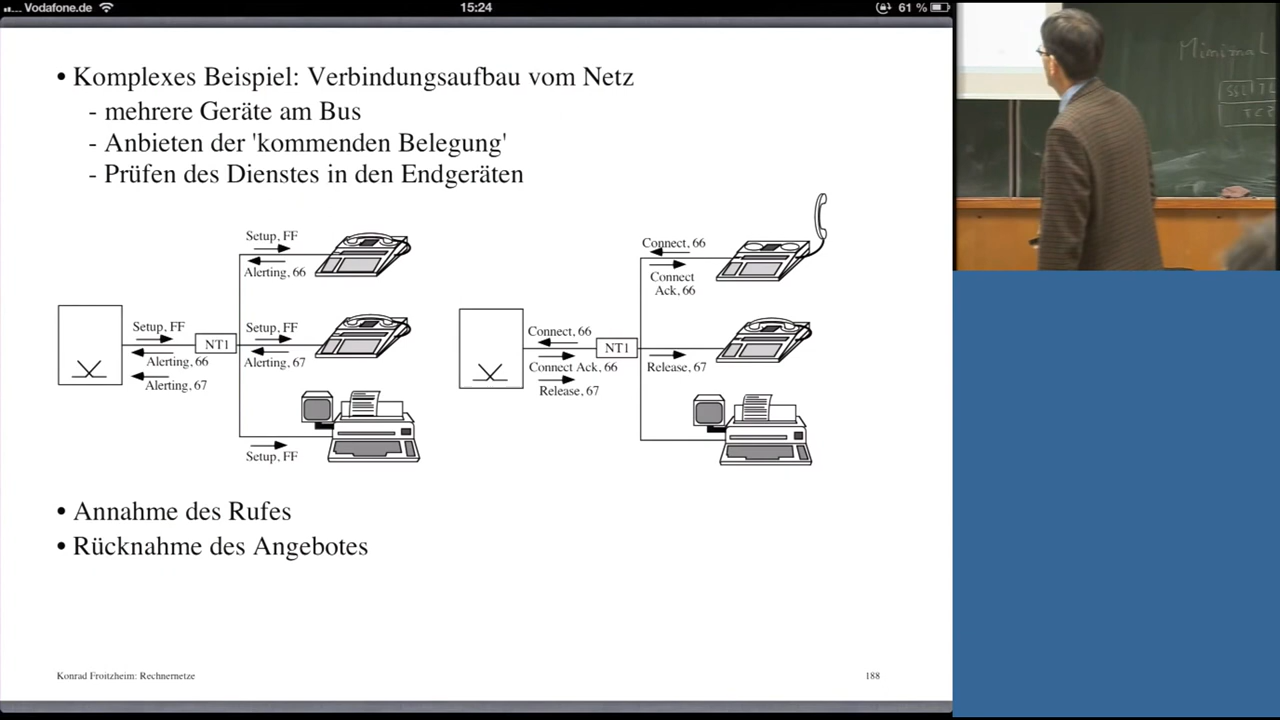 Vodafone.de
15:24
61 %
• Komplexes Beispiel: Verbindungsaufbau vom Netz
- mehrere Geräte am Bus
- Anbieten der 'kommenden Belegung'
- Prüfen des Dienstes in den Endgeräten
Setup, FF
Alerting, 66
Setup, FF
Alerting, 66
Alerting, 67
NT1
Setup, FF
Alerting, 67
Setup, FF
Connect, 66
Connect
Ack, 66
Connect, 66
Connect Ack, 66
Release, 67
NT1
Release, 67
• Annahme des Rufes
• Rücknahme des Angebotes
Konrad Froitzheim: Rechnernetze
188
Minimal
SSL